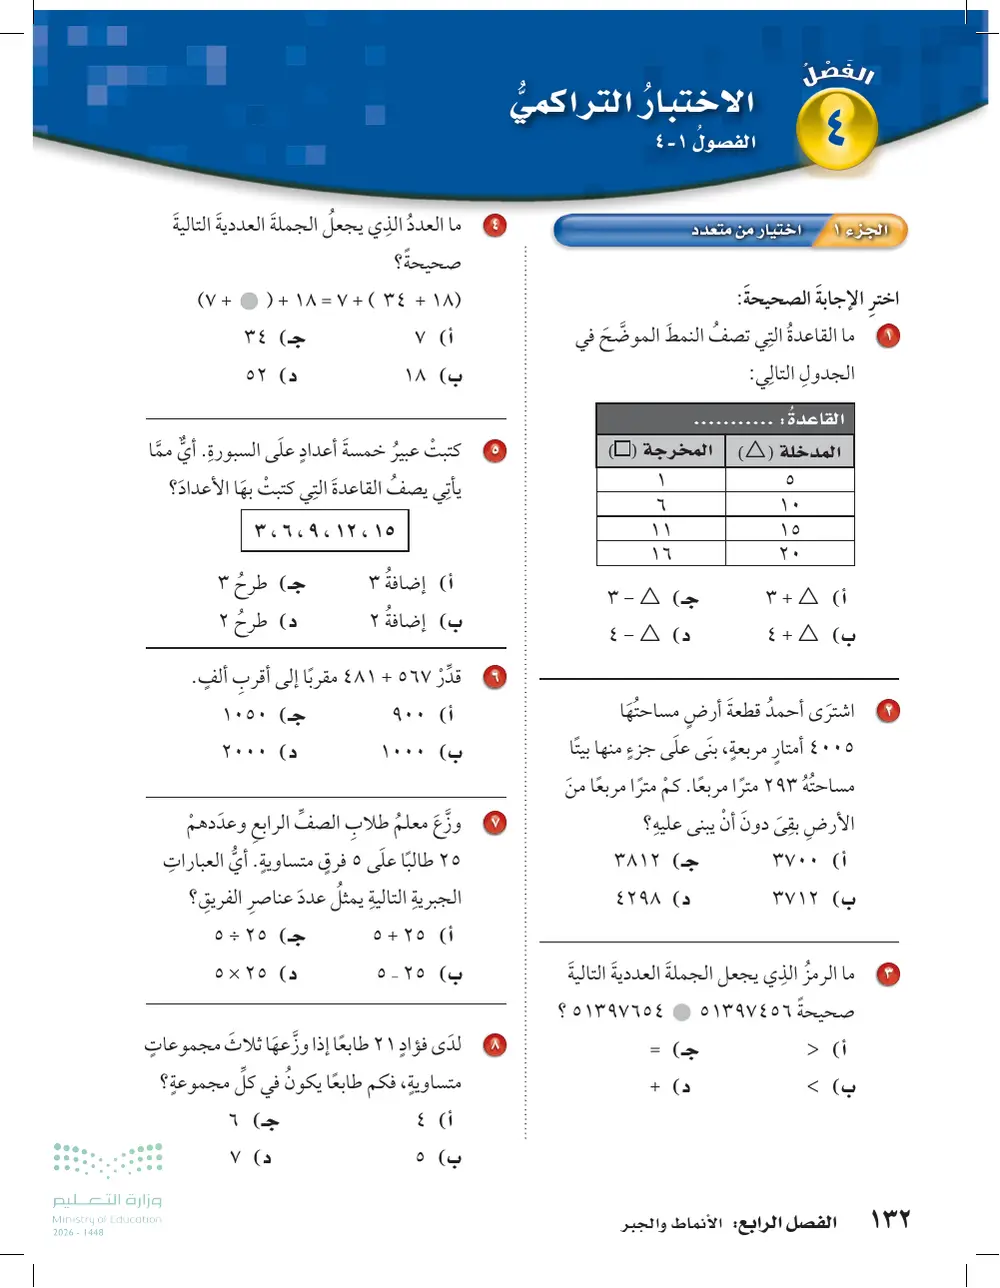 الفَصْلُ
٤
الاختبارُ التراكميُّ
الفصولُ ١-٤
الجزء ١ اختيار من متعدد
اخترِ الإجابةَ الصحيحةَ:
١ ما القاعدةُ التِي تصفُ النمطَ الموضَّحَ في
الجدولِ التالِي:
القاعدةُ: ...........
المدخلة (△) المخرجة (□)
٥ ١
١٠ ٦
١٥ ١١
٢٠ ١٦
أ) △ + ٣ جـ) △ – ٣
ب) △ + ٤ د) △ – ٤
٢ اشترَى أحمدُ قطعةَ أرضٍ مساحتُهَا
٤٠٠٥ أمتارٍ مربعةٍ، بنَى علَى جزءٍ منها بيتًا
مساحتُهُ ٢٩٣ مترًا مربعًا. كمْ مترًا مربعًا منَ
الأرضِ بقِىَ دونَ أنْ يبنى عليهِ؟
أ) ٣٧٠٠ جـ) ٣٨١٢
ب) ٣٧١٢ د) ٤٢٩٨
٣ ما الرمزُ الذِي يجعل الجملةَ العدديةَ التاليةَ
صحيحةً ٥١٣٩٧٤٥٦ ● ٥١٣٩٧٦٥٤ ؟
أ) > جـ) =
ب) < د) +
٤ ما العددُ الذِي يجعلُ الجملةَ العدديةَ التاليةَ
صحيحةً؟
(١٨ + ٣٤ ) + ٧ = ١٨ + ( ● + ٧)
أ) ٧ جـ) ٣٤
ب) ١٨ د) ٥٢
٥ كتبتْ عبيرُ خمسةَ أعدادٍ علَى السبورةِ. أيٌّ ممَّا
يأتِي يصفُ القاعدةَ التِي كتبتْ بهَا الأعدادَ؟
١٥ ، ١٢ ، ٩ ، ٦ ، ٣
أ) إضافةُ ٣ جـ) طرحُ ٣
ب) إضافةُ ٢ د) طرحُ ٢
٦ قدِّرْ ٥٦٧ + ٤٨١ مقربًا إلى أقربِ ألفٍ.
أ) ٩٠٠ جـ) ١٠٥٠
ب) ١٠٠٠ د) ٢٠٠٠
٧ وزَّعَ معلمُ طلابِ الصفِّ الرابعِ وعدَدهمْ
٢٥ طالبًا علَى ٥ فرقٍ متساويةٍ. أيُّ العباراتِ
الجبريةِ التاليةِ يمثلُ عددَ عناصرِ الفريقِ؟
أ) ٢٥ + ٥ جـ) ٢٥ ÷ ٥
ب) ٢٥ - ٥ د) ٢٥ × ٥
٨ لدَى فؤادٍ ٢١ طابعًا إذا وزَّعهَا ثلاثَ مجموعاتٍ
متساويةٍ، فكم طابعًا يكونُ في كلِّ مجموعةٍ؟
أ) ٤ جـ) ٦
ب) ٥ د) ٧
وزارة التعليم
Ministry of Education
2026 - 1448
١٣٢ الفصل الرابع: الأنماط والجبر